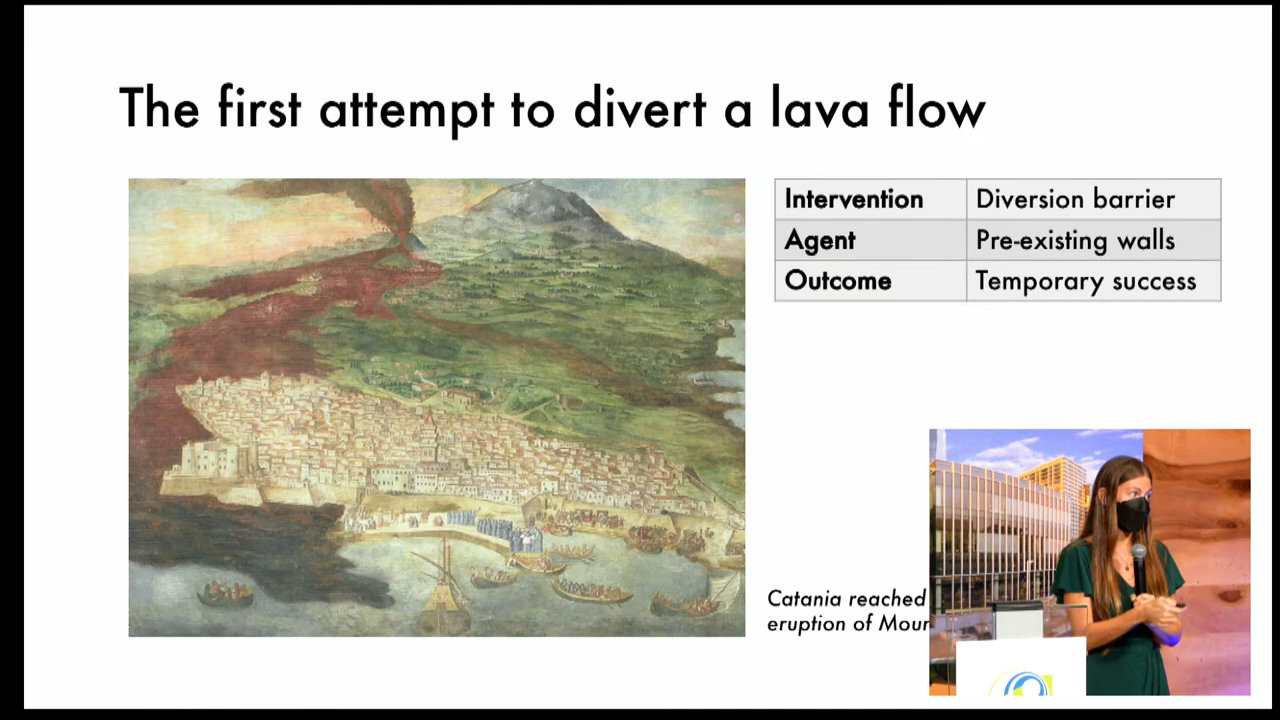 The first attempt to divert a lava flow
Intervention Diversion barrier
Agent Pre-existing walls
Outcome Temporary success
Catania reached
eruption of